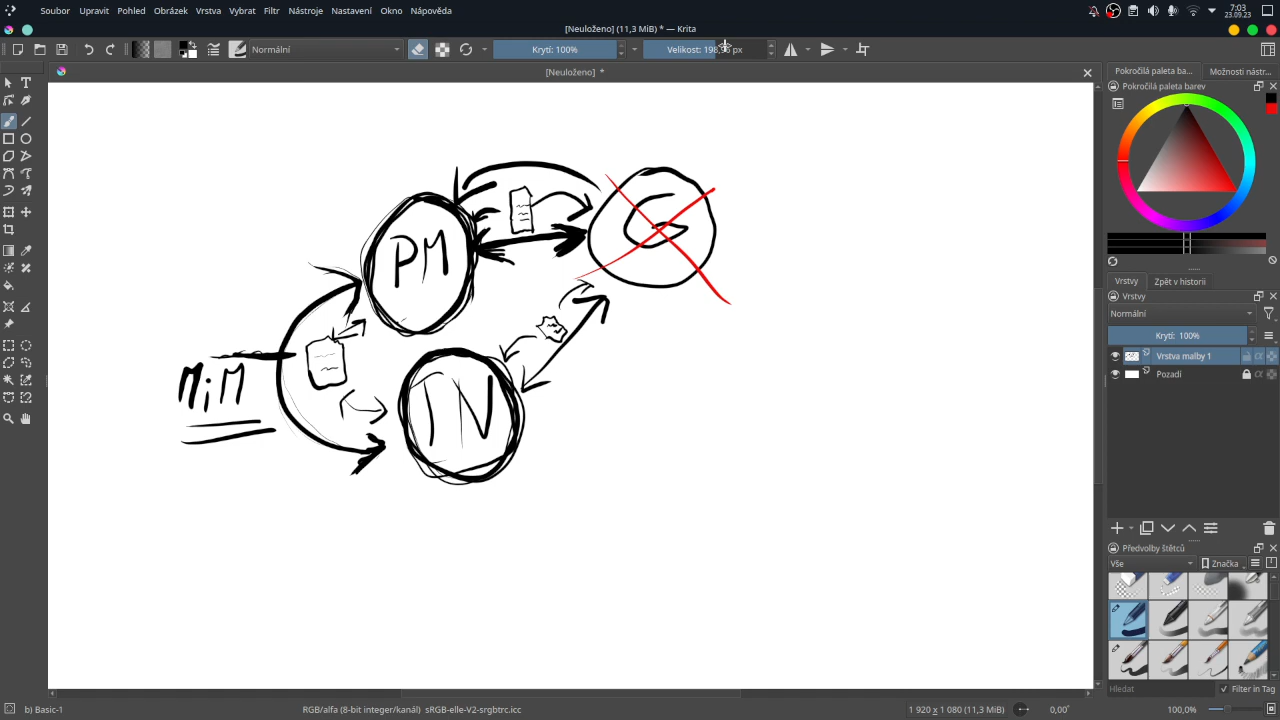 Soubor Upravit Pohled Obrázek Vrstva Vybrat Filtr Nástroje Nastavení Okno Nápověda
7:03
23.09.23
[Neuloženo] (11,3 MiB) * — Krita
Normální
Krytí: 100%
Velikost: 198, px
[Neuloženo] *
Pokročilá paleta ba...
Možnosti nástr...
Pokročilá paleta barev
PM
G
MiM
IN
Vrstvy
Zpět v historii
Vrstvy
Normální
Krytí: 100%
Vrstva malby 1
Pozadí
Předvolby štětců
Vše
Značka
Hledat
Filter in Tag
b) Basic-1
RGB/alfa (8-bit integer/kanál) sRGB-elle-V2-srgbtrc.icc
1 920 x 1 080 (11,3 MiB)
0,00°
100,0%